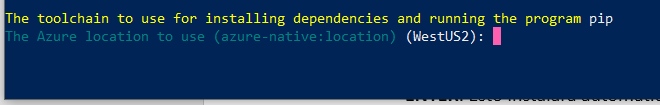 The toolchain to use for installing dependencies and running the program pip
The Azure location to use (azure-native:location) (WestUS2):